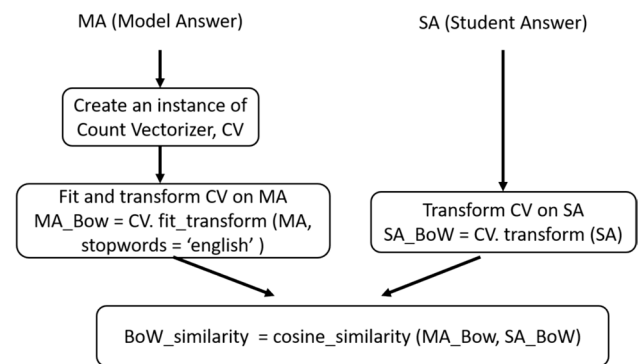 MA (Model Answer)
SA (Student Answer)
Create an instance of
Count Vectorizer, CV
Fit and transform CV on MA
MA_Bow = CV. fit_transform (MA,
stopwords = ‘english’ )
Transform CV on SA
SA_BoW = CV. transform (SA)
BoW_similarity = cosine_similarity (MA_Bow, SA_BoW)